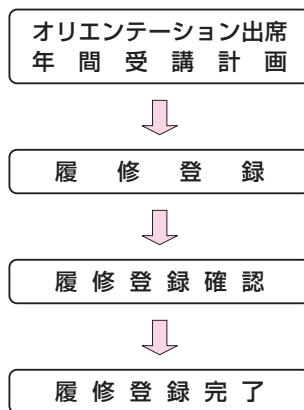 オリエンテーション出席
年間受講計画
履修登録
履修登録確認
履修登録完了